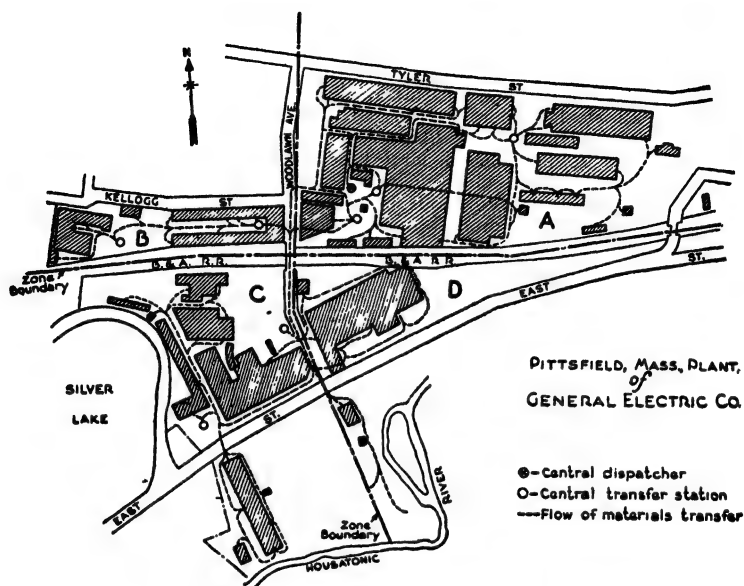 N
TYLER
ST
WOODLAWN AVE.
KELLOGG
ST
A
B
Zone
Boundary
B. & A. R.R.
B. & A. R.R.
ST.
EAST
C
D
SILVER
LAKE
PITTSFIELD, MASS., PLANT,
of
GENERAL ELECTRIC CO.
ST.
EAST
RIVER
Zone
Boundary
HOUSATONIC
⊗-Central dispatcher
O-Central transfer station
---Flow of materials transfer